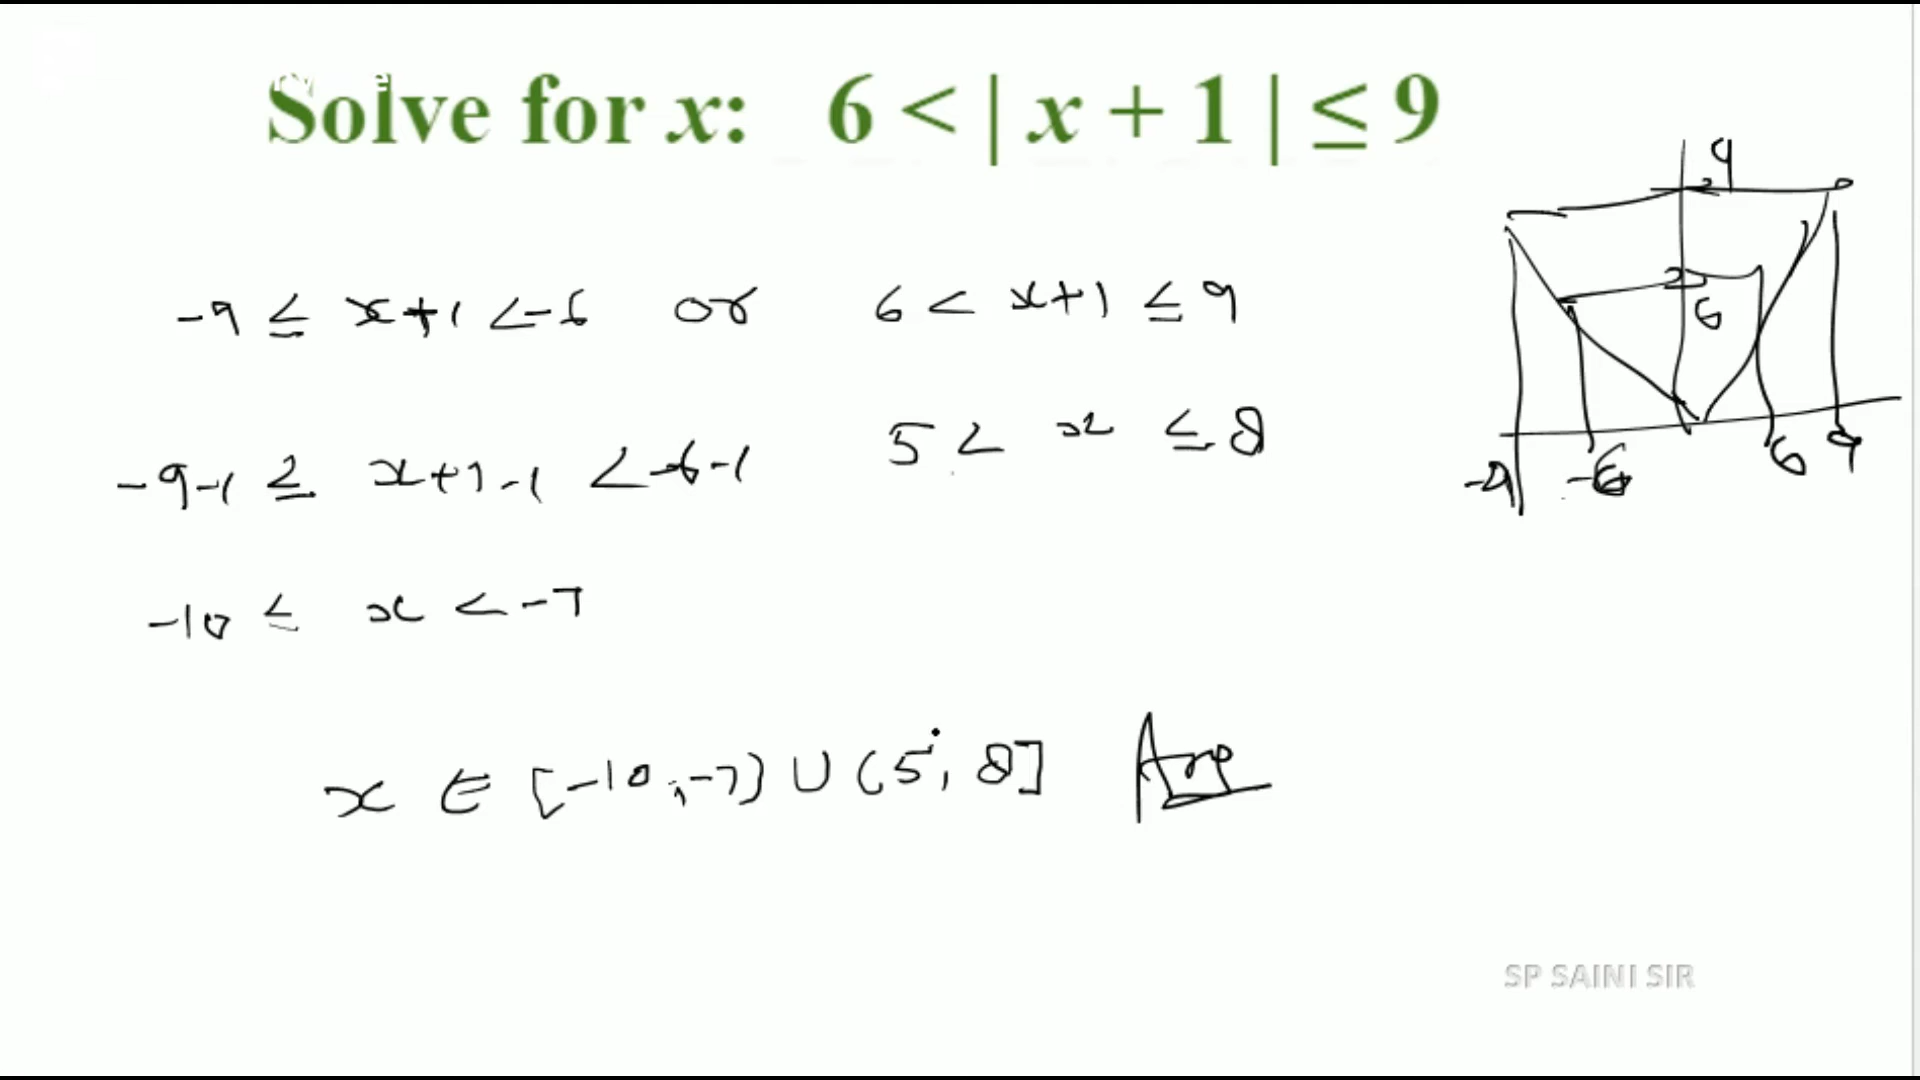 Solve for x: 6 < | x + 1 | ≤ 9
-9 ≤ x+1 < -6 or 6 < x+1 ≤ 9
-9-1 ≤ x+1-1 < -6-1 5 < x ≤ 8
-10 ≤ x < -7
x ∈ [-10,-7) ∪ (5, 8] Ans
9
6
-9 -6 6 9
SP SAINI SIR